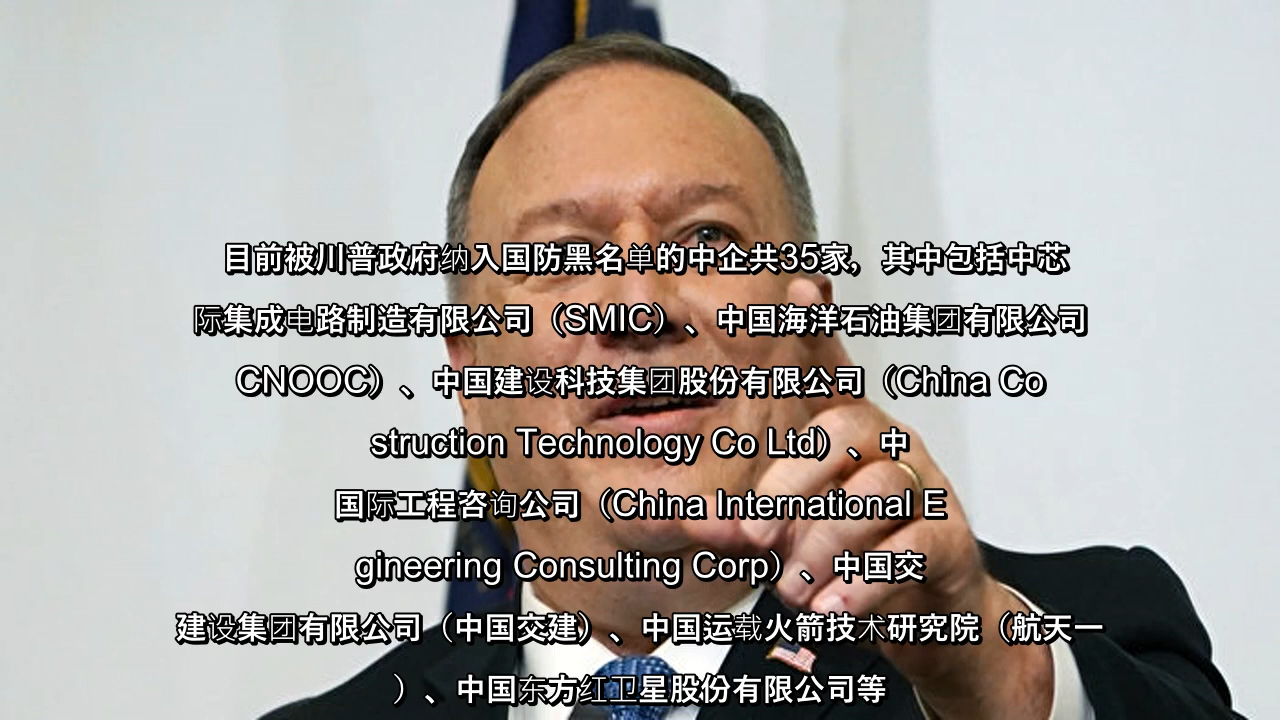 目前被川普政府纳入国防黑名单的中企共35家，其中包括中芯
际集成电路制造有限公司（SMIC）、中国海洋石油集团有限公司
CNOOC）、中国建设科技集团股份有限公司（China Co
struction Technology Co Ltd）、中
国际工程咨询公司（China International E
gineering Consulting Corp）、中国交
建设集团有限公司（中国交建）、中国运载火箭技术研究院（航天一
）、中国东方红卫星股份有限公司等